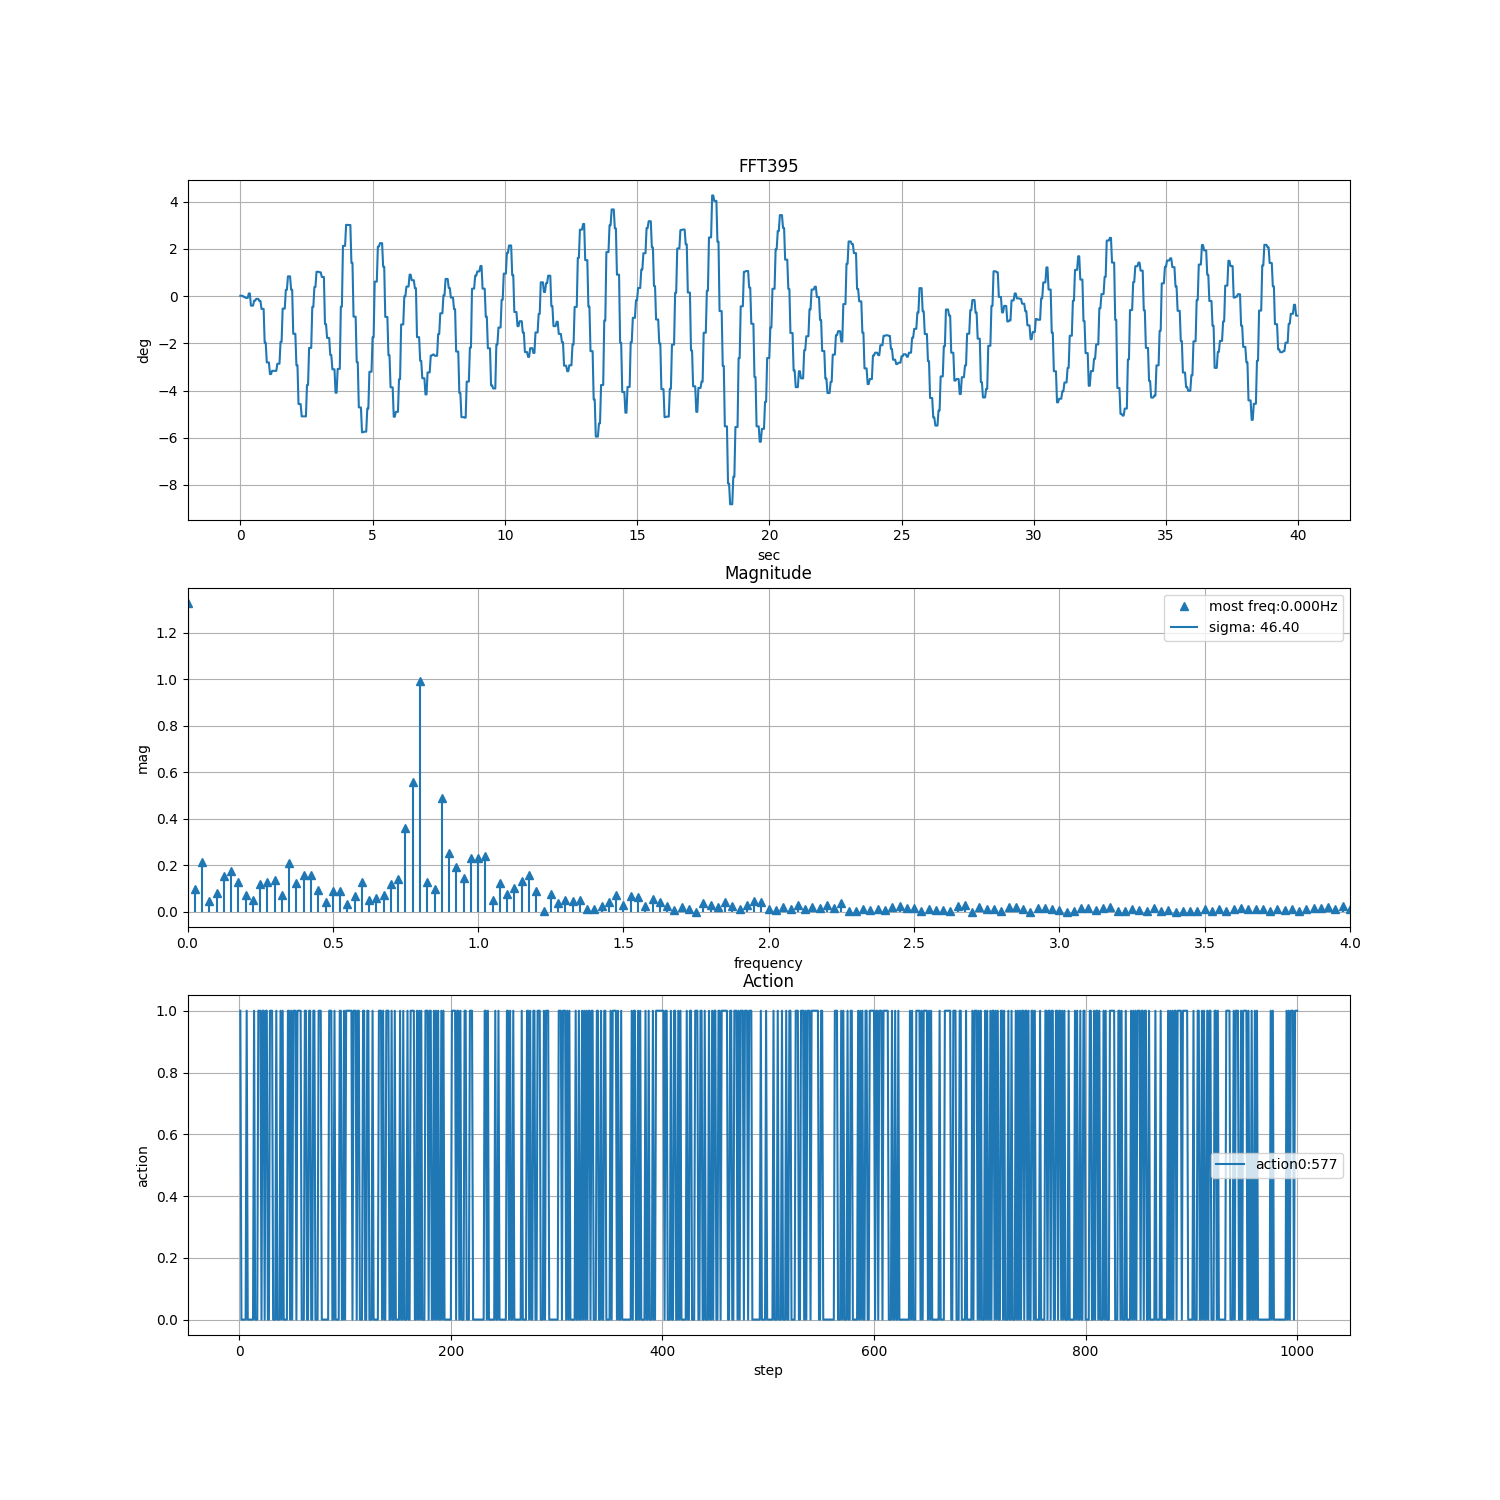 FFT395
4
2
0
−2
−4
−6
−8
deg
0 5 10 15 20 25 30 35 40
sec
Magnitude
most freq:0.000Hz
sigma: 46.40
1.2
1.0
0.8
0.6
0.4
0.2
0.0
mag
0.0 0.5 1.0 1.5 2.0 2.5 3.0 3.5 4.0
frequency
Action
1.0
0.8
0.6
0.4
0.2
0.0
action
action0:577
0 200 400 600 800 1000
step